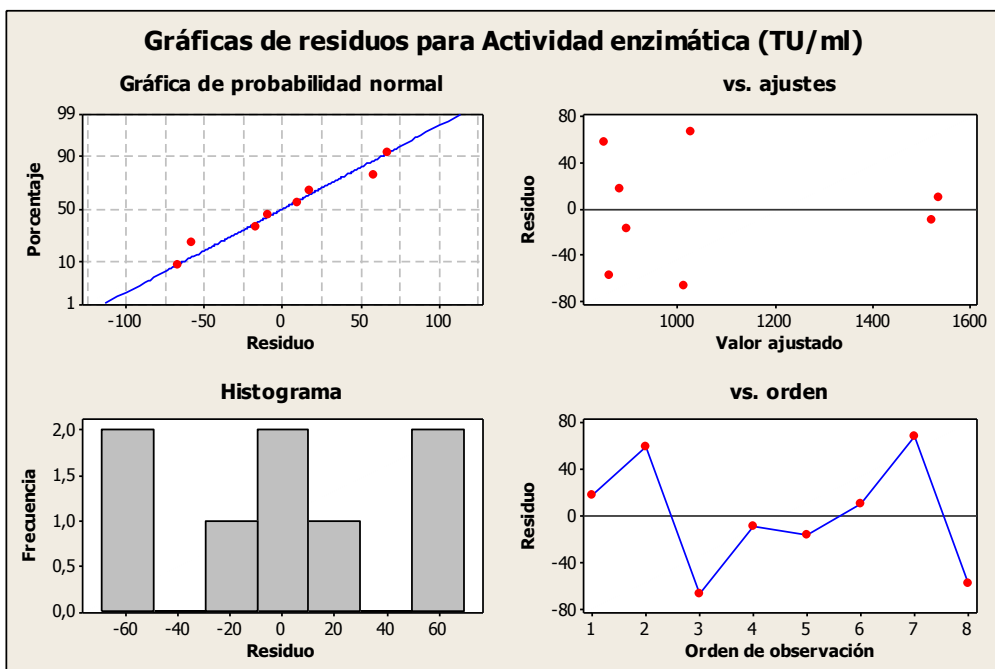 Gráficas de residuos para Actividad enzimática (TU/ml)
Gráfica de probabilidad normal
99
90
50
10
1
Porcentaje
-100 -50 0 50 100
Residuo
vs. ajustes
80
40
0
-40
-80
Residuo
1000 1200 1400 1600
Valor ajustado
Histograma
2,0
1,5
1,0
0,5
0,0
Frecuencia
-60 -40 -20 0 20 40 60
Residuo
vs. orden
80
40
0
-40
-80
Residuo
1 2 3 4 5 6 7 8
Orden de observación